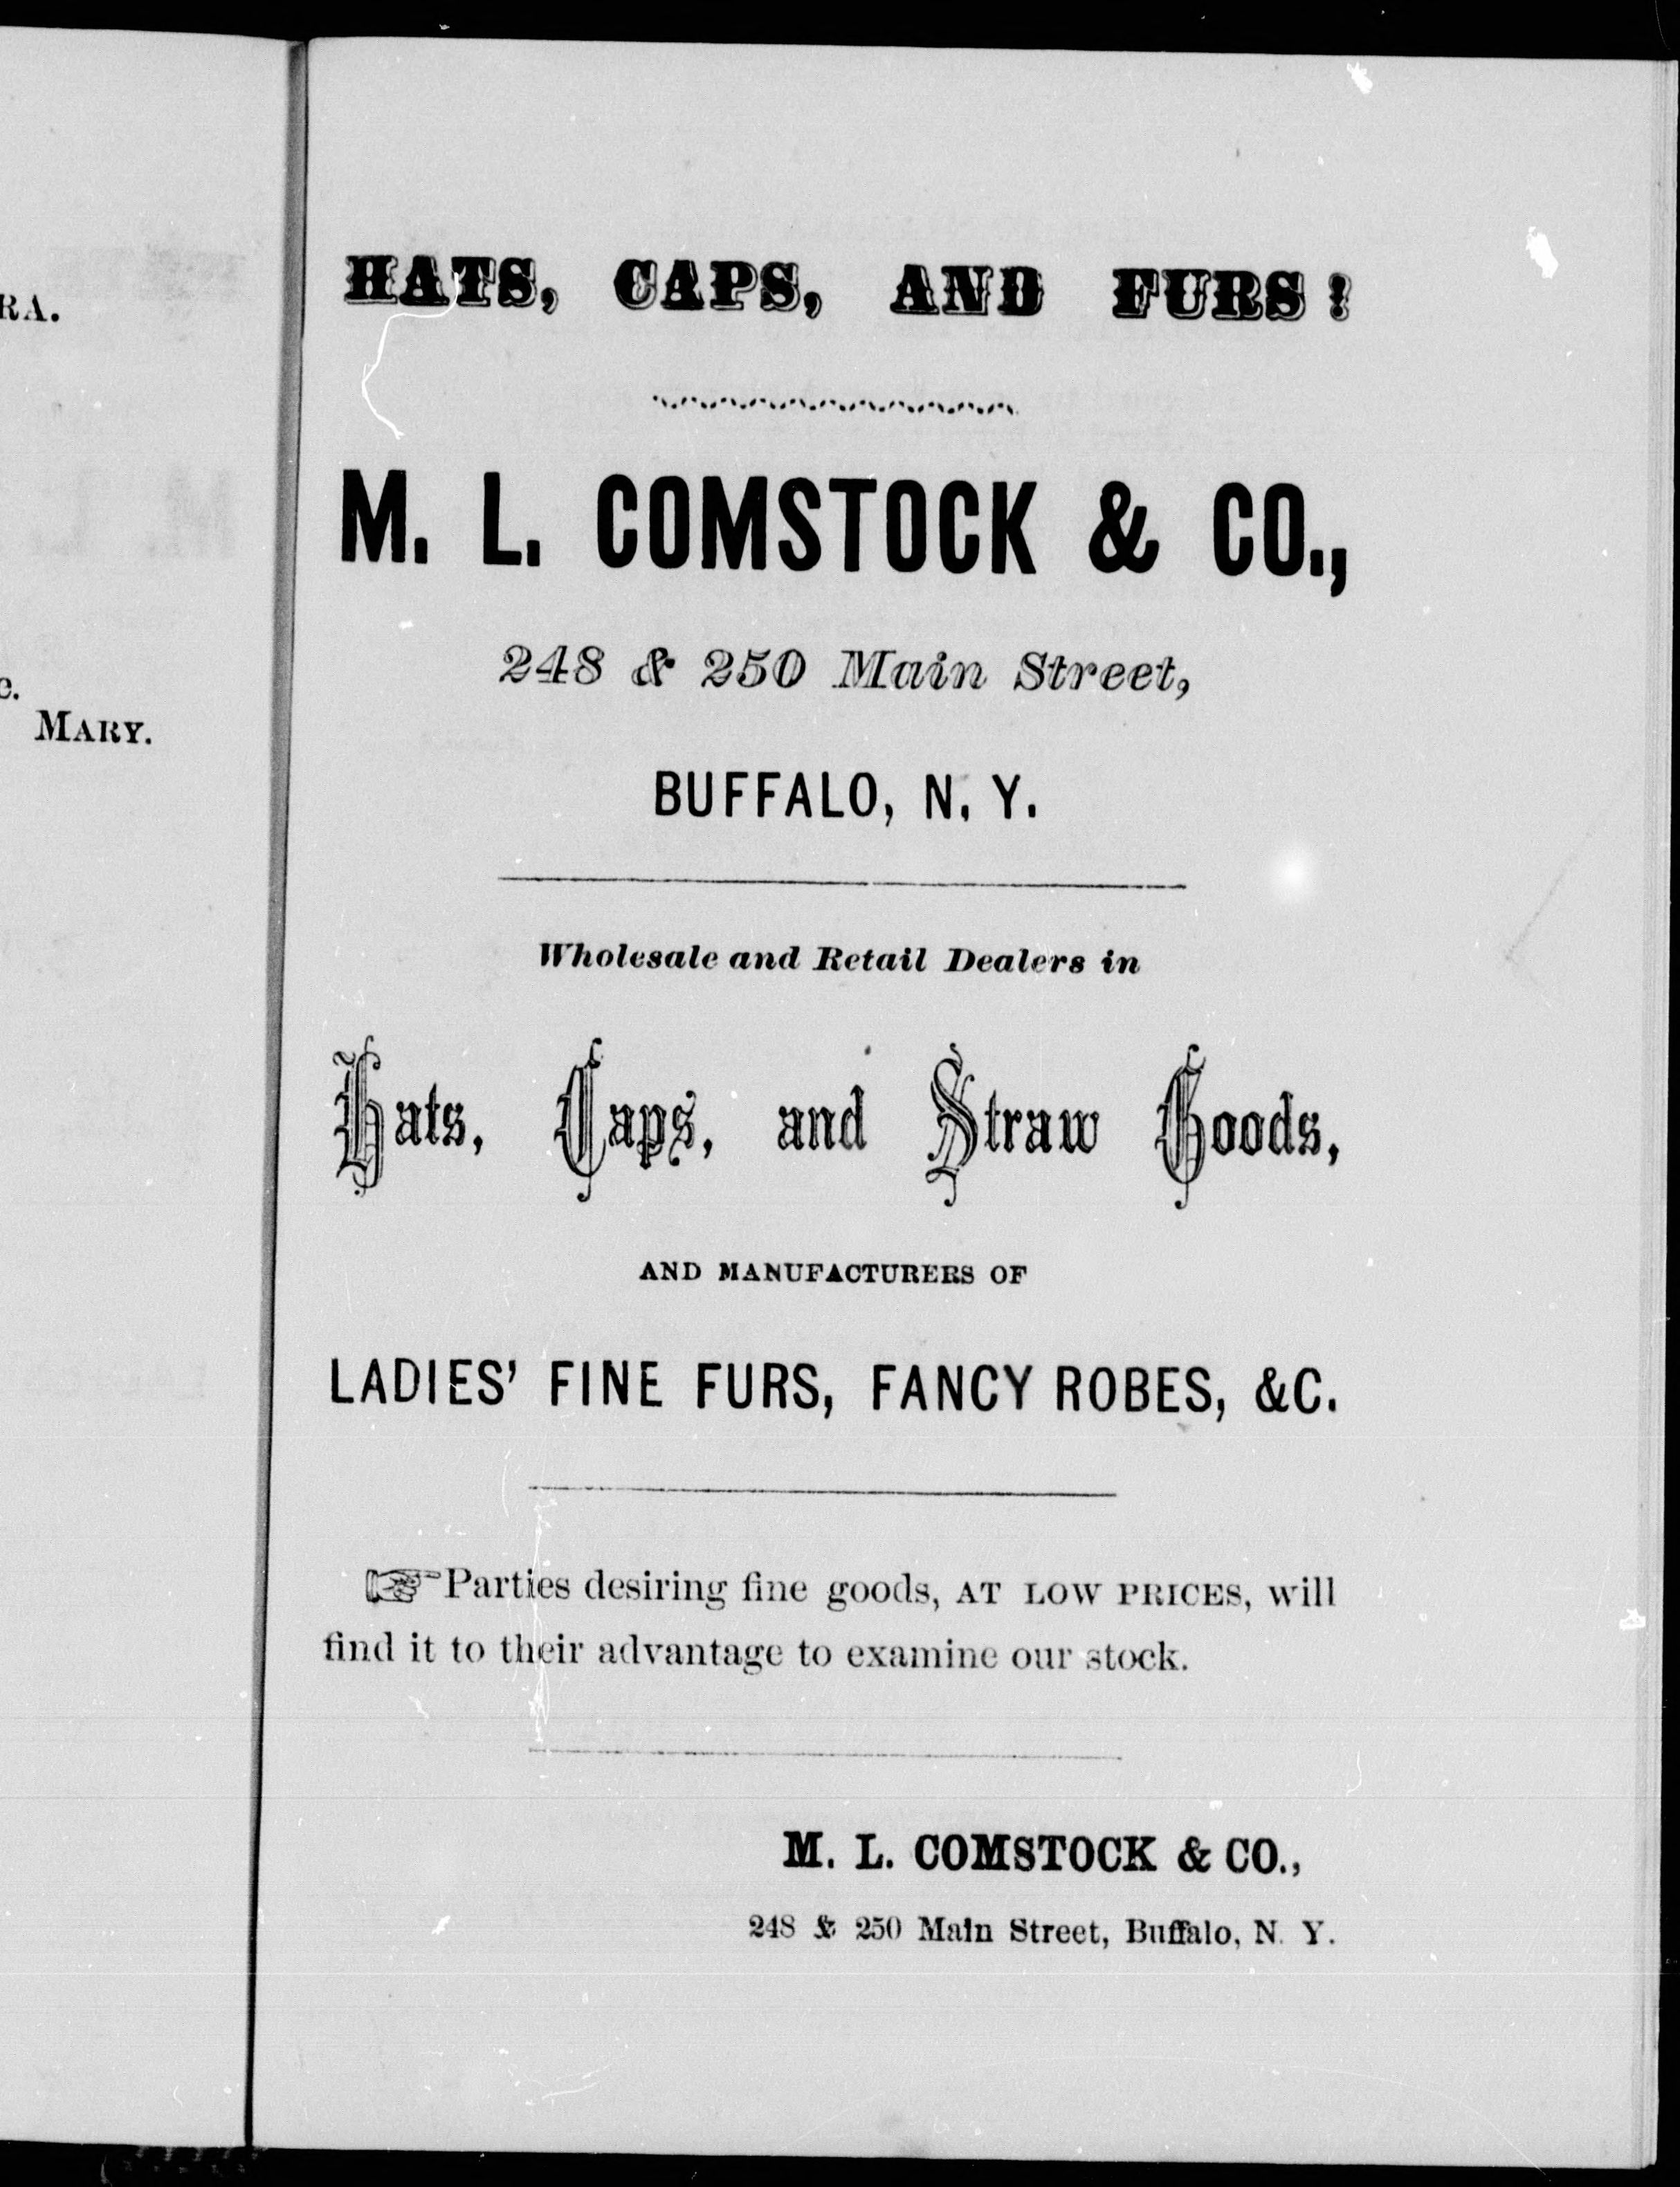 RA.
c.
MARY.
HATS, CAPS, AND FURS!
M. L. COMSTOCK & CO.,
248 & 250 Main Street,
BUFFALO, N. Y.
Wholesale and Retail Dealers in
Hats, Caps, and Straw Goods,
AND MANUFACTURERS OF
LADIES' FINE FURS, FANCY ROBES, &C.
☞Parties desiring fine goods, AT LOW PRICES, will
find it to their advantage to examine our stock.
M. L. COMSTOCK & CO.,
248 & 250 Main Street, Buffalo, N. Y.